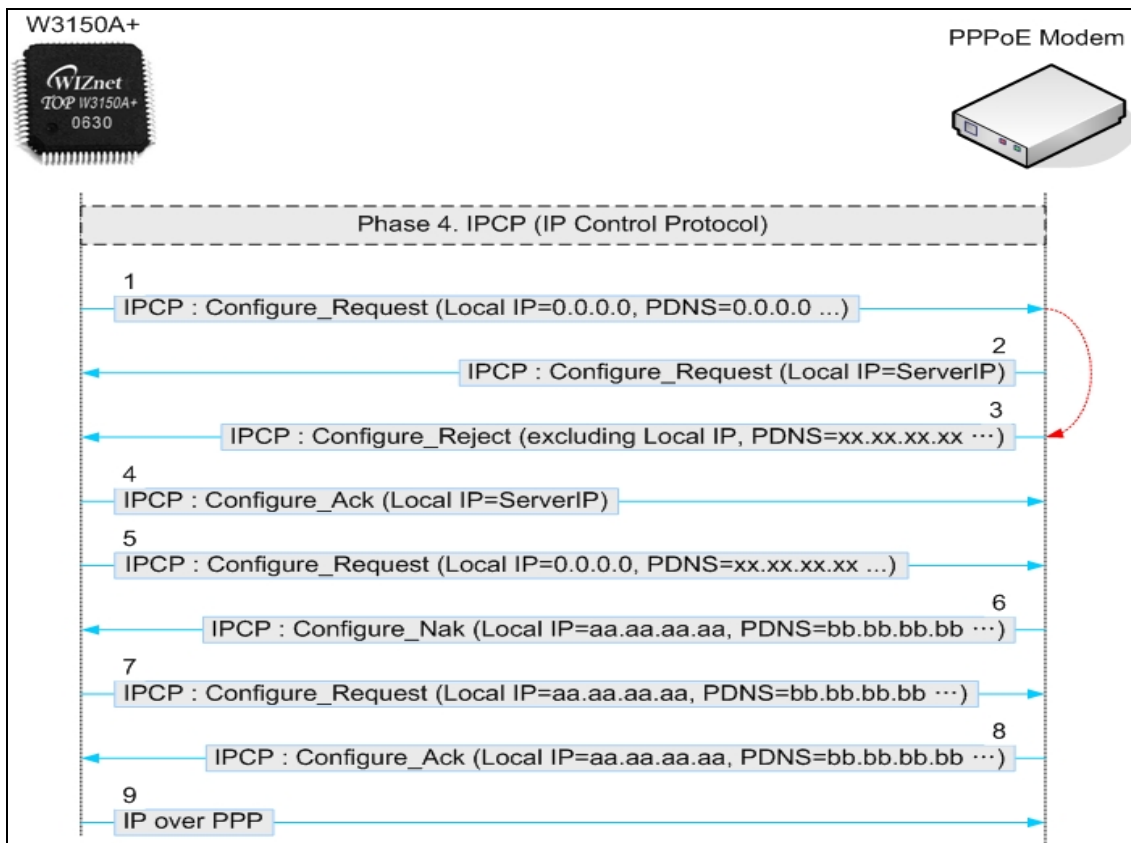 W3150A+
PPPoE Modem
WIZnet
TOP W3150A+
0630
Phase 4. IPCP (IP Control Protocol)
1
IPCP : Configure_Request (Local IP=0.0.0.0, PDNS=0.0.0.0 ...)
2
IPCP : Configure_Request (Local IP=ServerIP)
3
IPCP : Configure_Reject (excluding Local IP, PDNS=xx.xx.xx.xx ⋯)
4
IPCP : Configure_Ack (Local IP=ServerIP)
5
IPCP : Configure_Request (Local IP=0.0.0.0, PDNS=xx.xx.xx.xx ...)
6
IPCP : Configure_Nak (Local IP=aa.aa.aa.aa, PDNS=bb.bb.bb.bb ⋯)
7
IPCP : Configure_Request (Local IP=aa.aa.aa.aa, PDNS=bb.bb.bb.bb ⋯)
8
IPCP : Configure_Ack (Local IP=aa.aa.aa.aa, PDNS=bb.bb.bb.bb ⋯)
9
IP over PPP